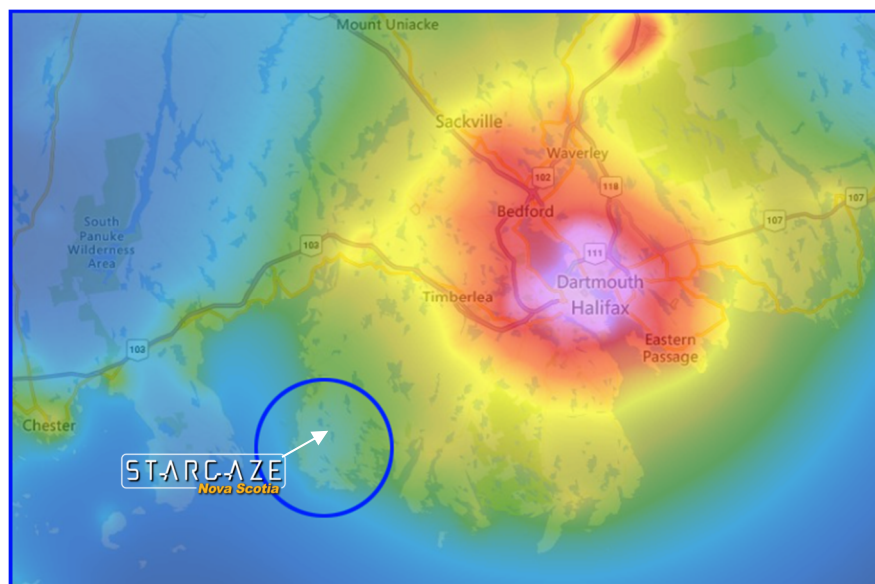 Mount Uniacke
Sackville
Waverley
102
118
107
107
South
Panuke
Wilderness
Area
Bedford
103
111
Dartmouth
Timberlea
Halifax
Eastern
Passage
103
Chester
STARGAZE
Nova Scotia